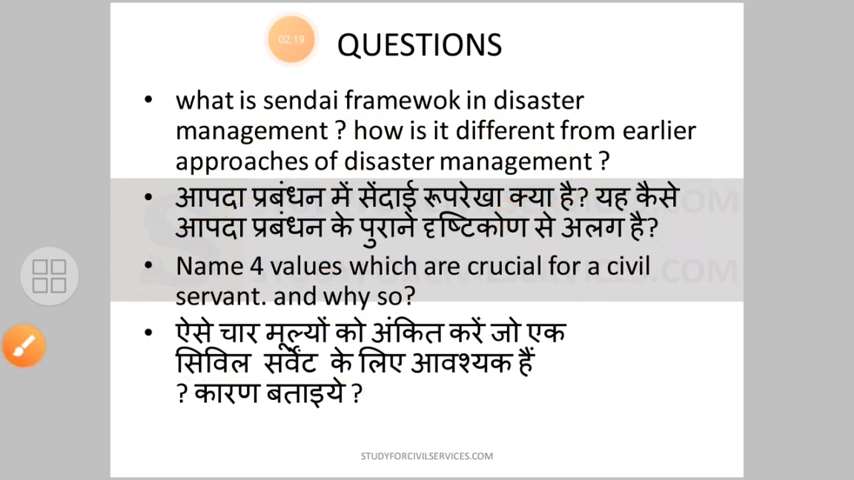 02:19
QUESTIONS
• what is sendai framewok in disaster
management ? how is it different from earlier
approaches of disaster management ?
• आपदा प्रबंधन में सेंदाई रूपरेखा क्या है? यह कैसे
आपदा प्रबंधन के पुराने दृष्टिकोण से अलग है?
• Name 4 values which are crucial for a civil
servant. and why so?
• ऐसे चार मूल्यों को अंकित करें जो एक
सिविल सर्वेंट के लिए आवश्यक हैं
? कारण बताइये ?
STUDYFORCIVILSERVICES.COM